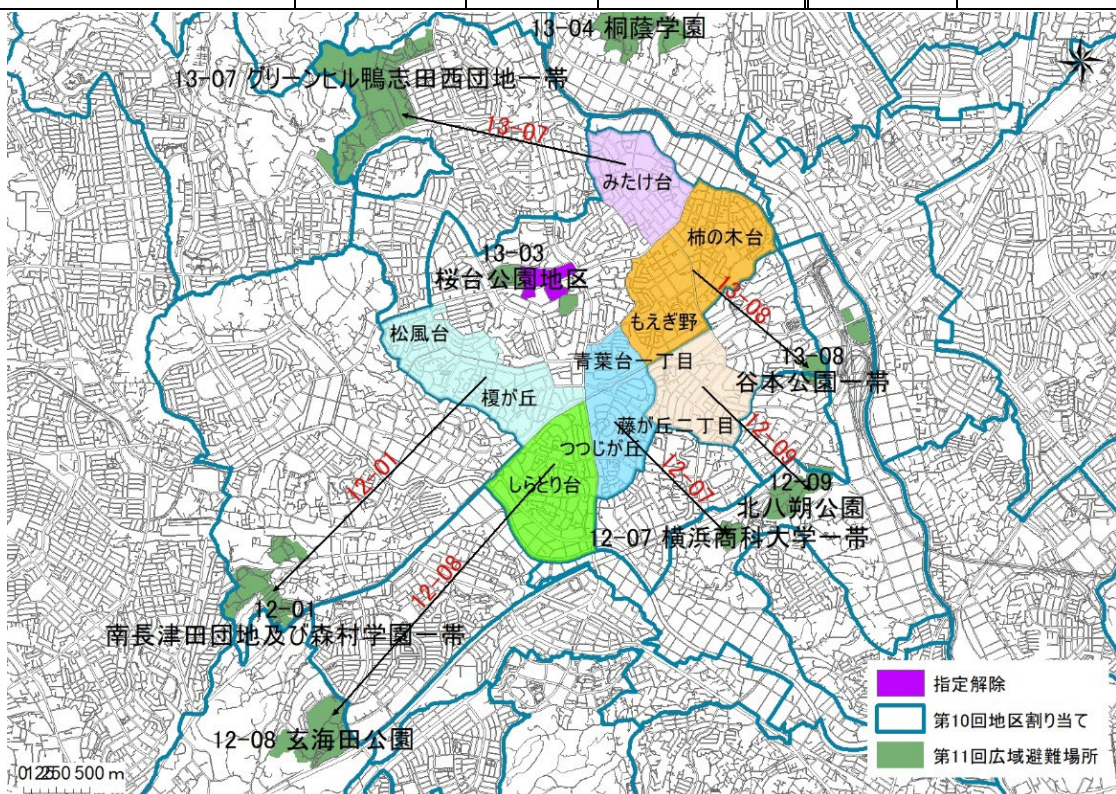 13-04 桐蔭学園
13-07 グリーンヒル鴨志田西団地一帯
13-07
みたけ台
柿の木台
13-03
桜台公園地区
13-08
もえぎ野
松風台
青葉台一丁目
13-08
谷本公園一帯
榎が丘
藤が丘二丁目
12-09
つつじが丘
しらとり台
12-01
12-07
12-09
北八朔公園
12-07 横浜商科大学一帯
12-08
12-01
南長津田団地及び森村学園一帯
12-08 玄海田公園
指定解除
第10回地区割り当て
第11回広域避難場所
500 m